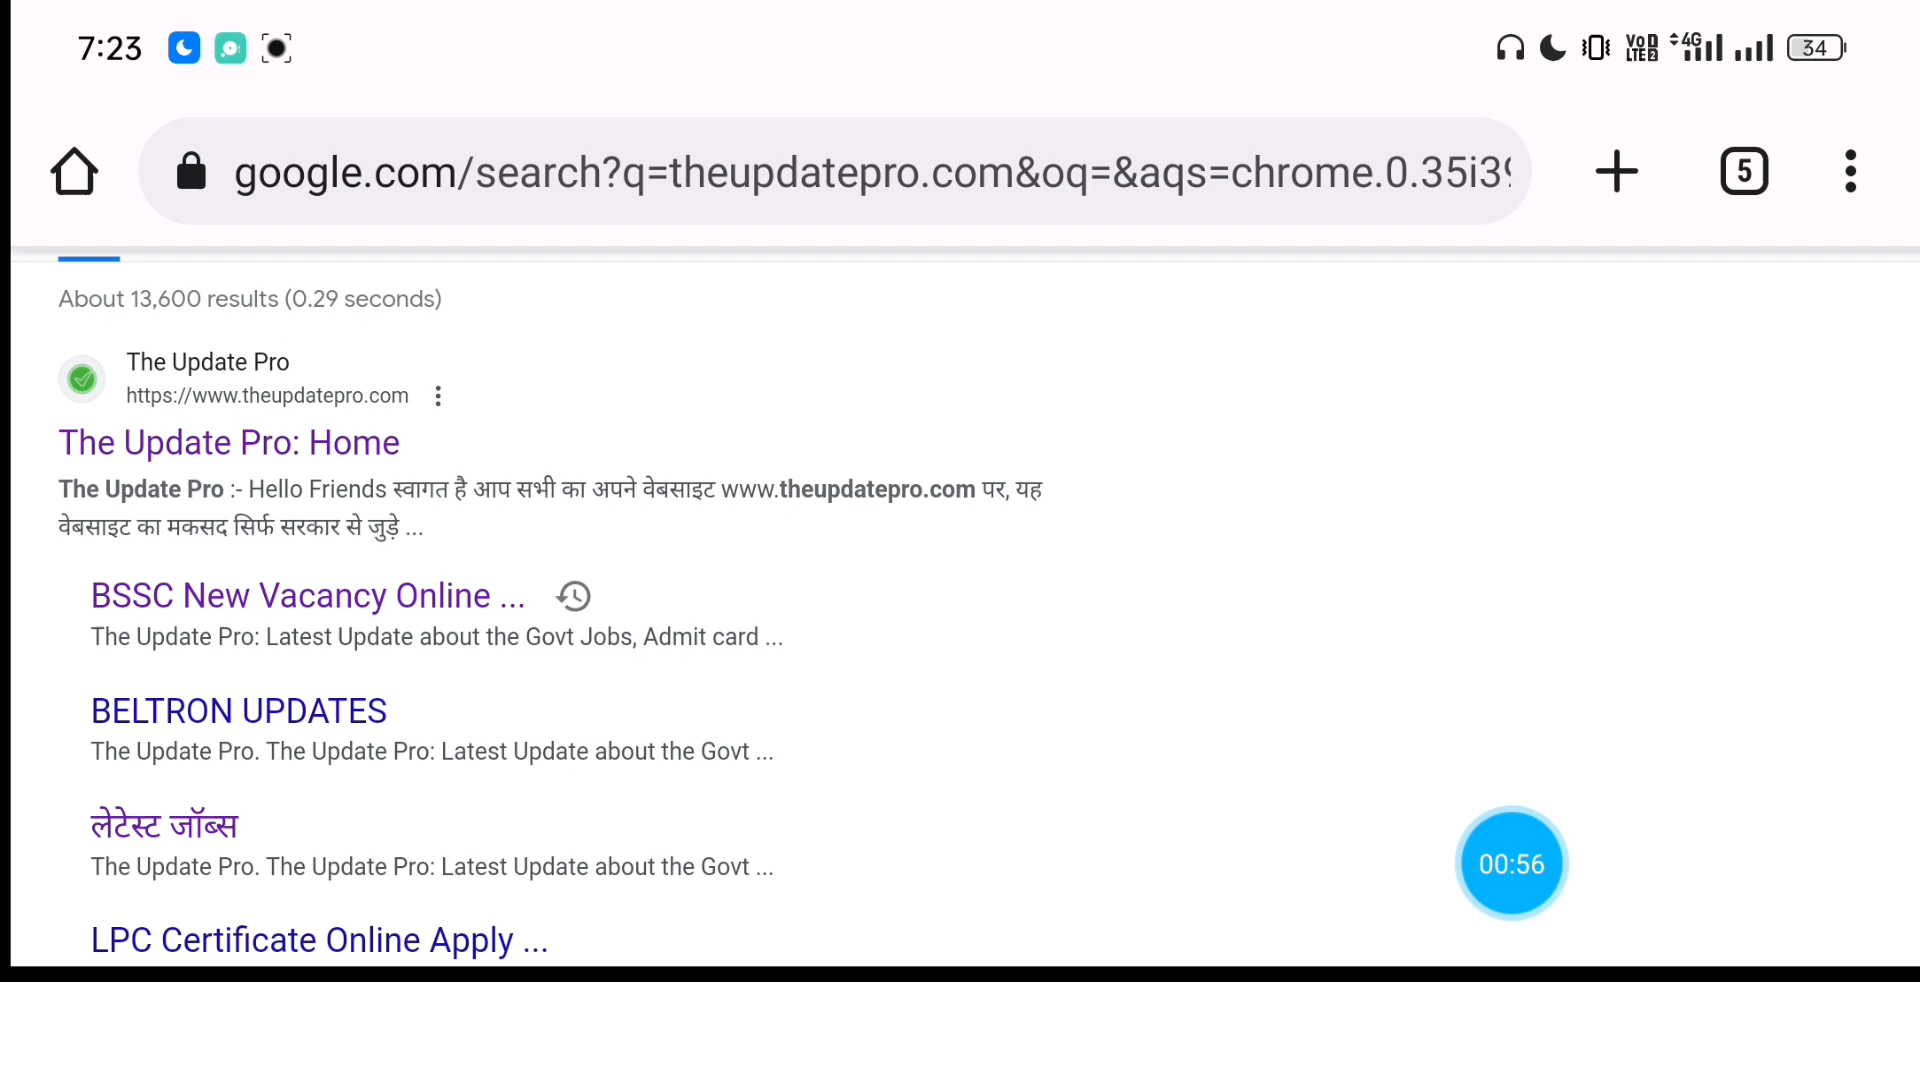 7:23
VoD LTE2 4G 34
google.com/search?q=theupdatepro.com&oq=&aqs=chrome.0.35i39
5
About 13,600 results (0.29 seconds)
The Update Pro
https://www.theupdatepro.com
The Update Pro: Home
The Update Pro :- Hello Friends स्वागत है आप सभी का अपने वेबसाइट www.theupdatepro.com पर, यह
वेबसाइट का मकसद सिर्फ सरकार से जुड़े ...
BSSC New Vacancy Online ...
The Update Pro: Latest Update about the Govt Jobs, Admit card ...
BELTRON UPDATES
The Update Pro. The Update Pro: Latest Update about the Govt ...
लेटेस्ट जॉब्स
The Update Pro. The Update Pro: Latest Update about the Govt ...
00:56
LPC Certificate Online Apply ...